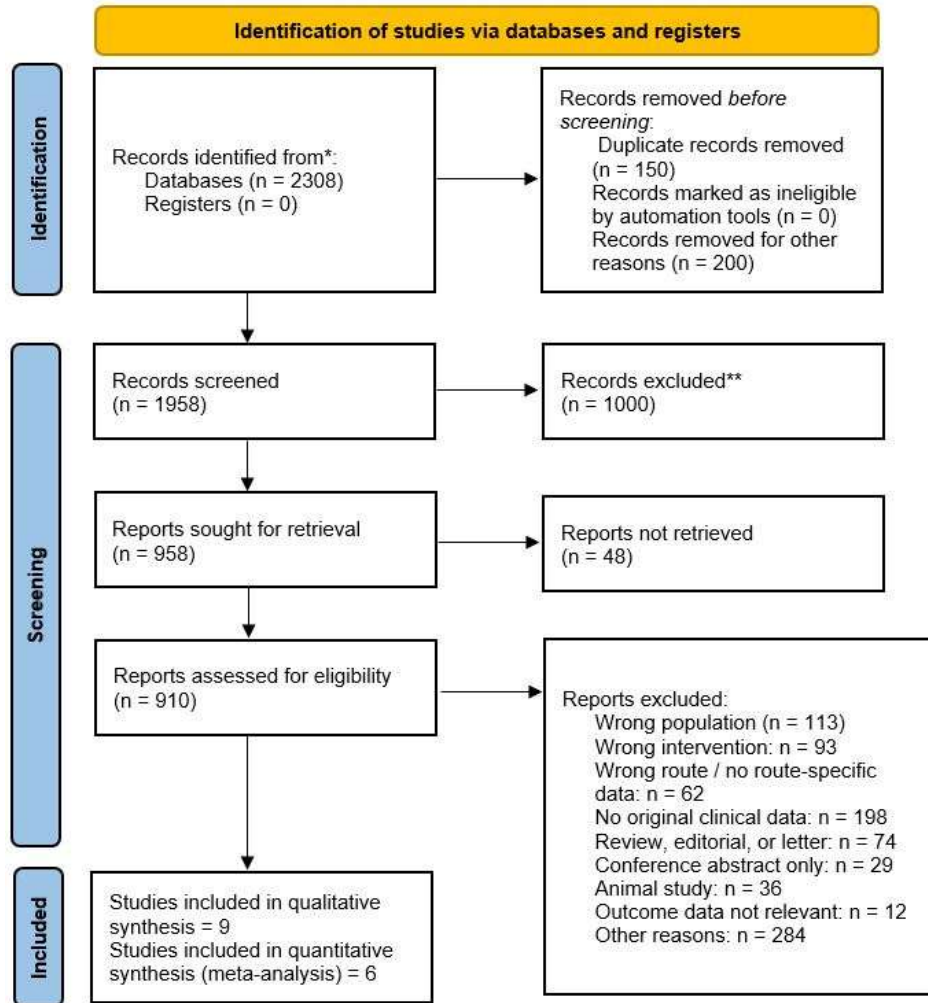 Identification of studies via databases and registers
Identification
Records identified from*:
Databases (n = 2308)
Registers (n = 0)
Records removed before
screening:
Duplicate records removed
(n = 150)
Records marked as ineligible
by automation tools (n = 0)
Records removed for other
reasons (n = 200)
Screening
Records screened
(n = 1958)
Records excluded**
(n = 1000)
Reports sought for retrieval
(n = 958)
Reports not retrieved
(n = 48)
Reports assessed for eligibility
(n = 910)
Reports excluded:
Wrong population (n = 113)
Wrong intervention: n = 93
Wrong route / no route-specific
data: n = 62
No original clinical data: n = 198
Review, editorial, or letter: n = 74
Conference abstract only: n = 29
Animal study: n = 36
Outcome data not relevant: n = 12
Other reasons: n = 284
Included
Studies included in qualitative
synthesis = 9
Studies included in quantitative
synthesis (meta-analysis) = 6